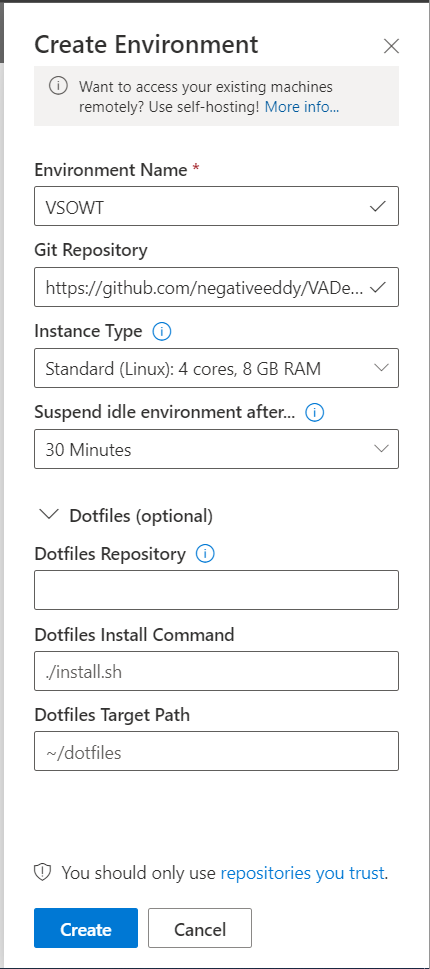 Create Environment
Want to access your existing machines
remotely? Use self-hosting! More info...
Environment Name *
VSOWT
Git Repository
https://github.com/negativeeddy/VADe...
Instance Type
Standard (Linux): 4 cores, 8 GB RAM
Suspend idle environment after...
30 Minutes
Dotfiles (optional)
Dotfiles Repository
Dotfiles Install Command
./install.sh
Dotfiles Target Path
~/dotfiles
You should only use repositories you trust.
Create Cancel